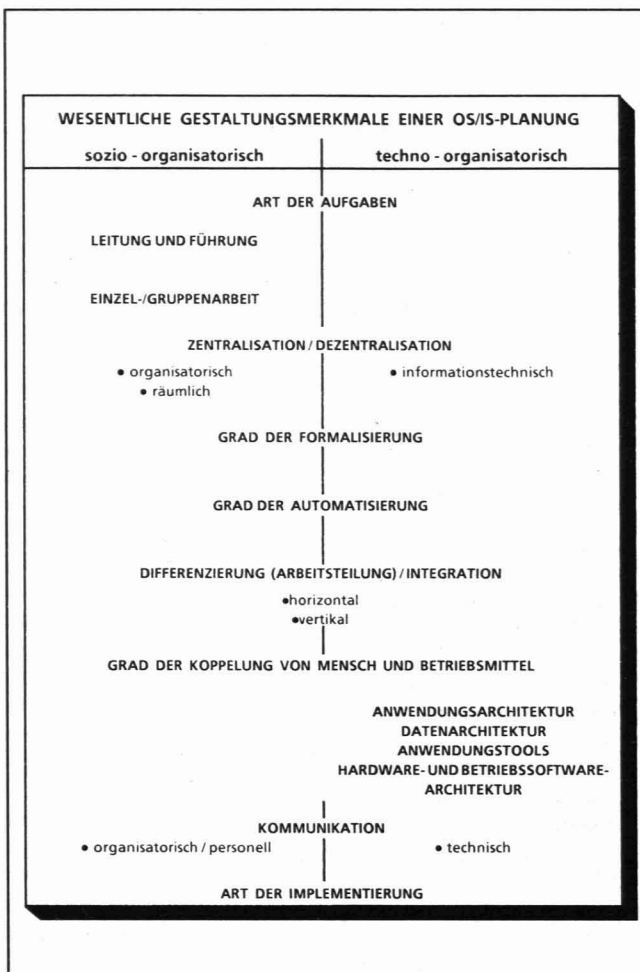 WESENTLICHE GESTALTUNGSMERKMALE EINER OS/IS-PLANUNG
sozio - organisatorisch
techno - organisatorisch
ART DER AUFGABEN
LEITUNG UND FÜHRUNG
EINZEL-/GRUPPENARBEIT
ZENTRALISATION / DEZENTRALISATION
• organisatorisch
• informationstechnisch
• räumlich
GRAD DER FORMALISIERUNG
GRAD DER AUTOMATISIERUNG
DIFFERENZIERUNG (ARBEITSTEILUNG) / INTEGRATION
•horizontal
•vertikal
GRAD DER KOPPELUNG VON MENSCH UND BETRIEBSMITTEL
ANWENDUNGSARCHITEKTUR
DATENARCHITEKTUR
ANWENDUNGSTOOLS
HARDWARE- UND BETRIEBSSOFTWARE-
ARCHITEKTUR
KOMMUNIKATION
• organisatorisch / personell
• technisch
ART DER IMPLEMENTIERUNG